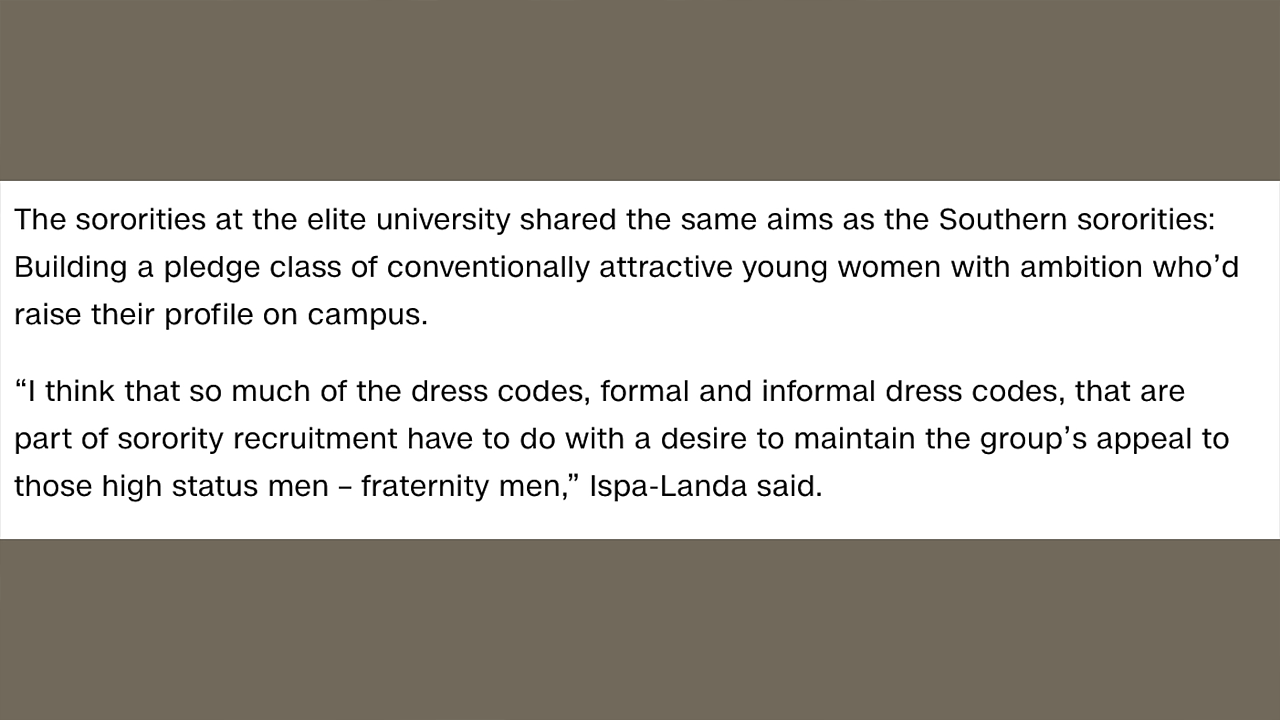 The sororities at the elite university shared the same aims as the Southern sororities:
Building a pledge class of conventionally attractive young women with ambition who’d
raise their profile on campus.
“I think that so much of the dress codes, formal and informal dress codes, that are
part of sorority recruitment have to do with a desire to maintain the group’s appeal to
those high status men – fraternity men,” Ispa-Landa said.